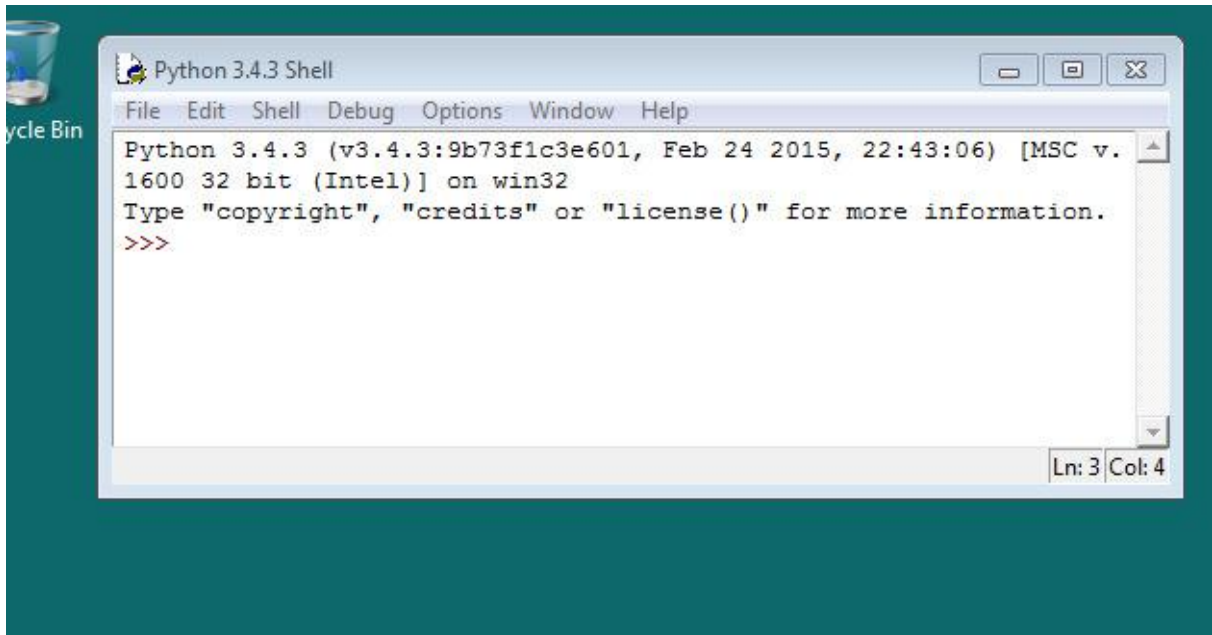 ycle Bin
Python 3.4.3 Shell
File Edit Shell Debug Options Window Help
Python 3.4.3 (v3.4.3:9b73f1c3e601, Feb 24 2015, 22:43:06) [MSC v.
1600 32 bit (Intel)] on win32
Type "copyright", "credits" or "license()" for more information.
>>>
Ln: 3 Col: 4